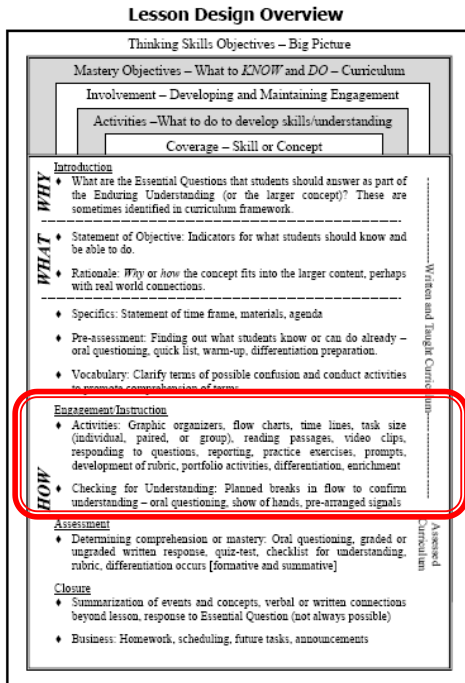 Lesson Design Overview
Thinking Skills Objectives – Big Picture
Mastery Objectives – What to KNOW and DO – Curriculum
Involvement – Developing and Maintaining Engagement
Activities –What to do to develop skills/understanding
Coverage – Skill or Concept
WHY
Introduction
♦ What are the Essential Questions that students should answer as part of
the Enduring Understanding (or the larger concept)? These are
sometimes identified in curriculum framework.
WHAT
♦ Statement of Objective: Indicators for what students should know and
be able to do.
♦ Rationale: Why or how the concept fits into the larger content, perhaps
with real world connections.
♦ Specifics: Statement of time frame, materials, agenda
♦ Pre-assessment: Finding out what students know or can do already –
oral questioning, quick list, warm-up, differentiation preparation.
♦ Vocabulary: Clarify terms of possible confusion and conduct activities
to promote comprehension of terms
HOW
Engagement/Instruction
♦ Activities: Graphic organizers, flow charts, time lines, task size
(individual, paired, or group), reading passages, video clips,
responding to questions, reporting, practice exercises, prompts,
development of rubric, portfolio activities, differentiation, enrichment
♦ Checking for Understanding: Planned breaks in flow to confirm
understanding – oral questioning, show of hands, pre-arranged signals
Assessment
♦ Determining comprehension or mastery: Oral questioning, graded or
ungraded written response, quiz-test, checklist for understanding,
rubric, differentiation occurs [formative and summative]
Closure
♦ Summarization of events and concepts, verbal or written connections
beyond lesson, response to Essential Question (not always possible)
♦ Business: Homework, scheduling, future tasks, announcements
Written and Taught Curriculum
Assessed
Curriculum